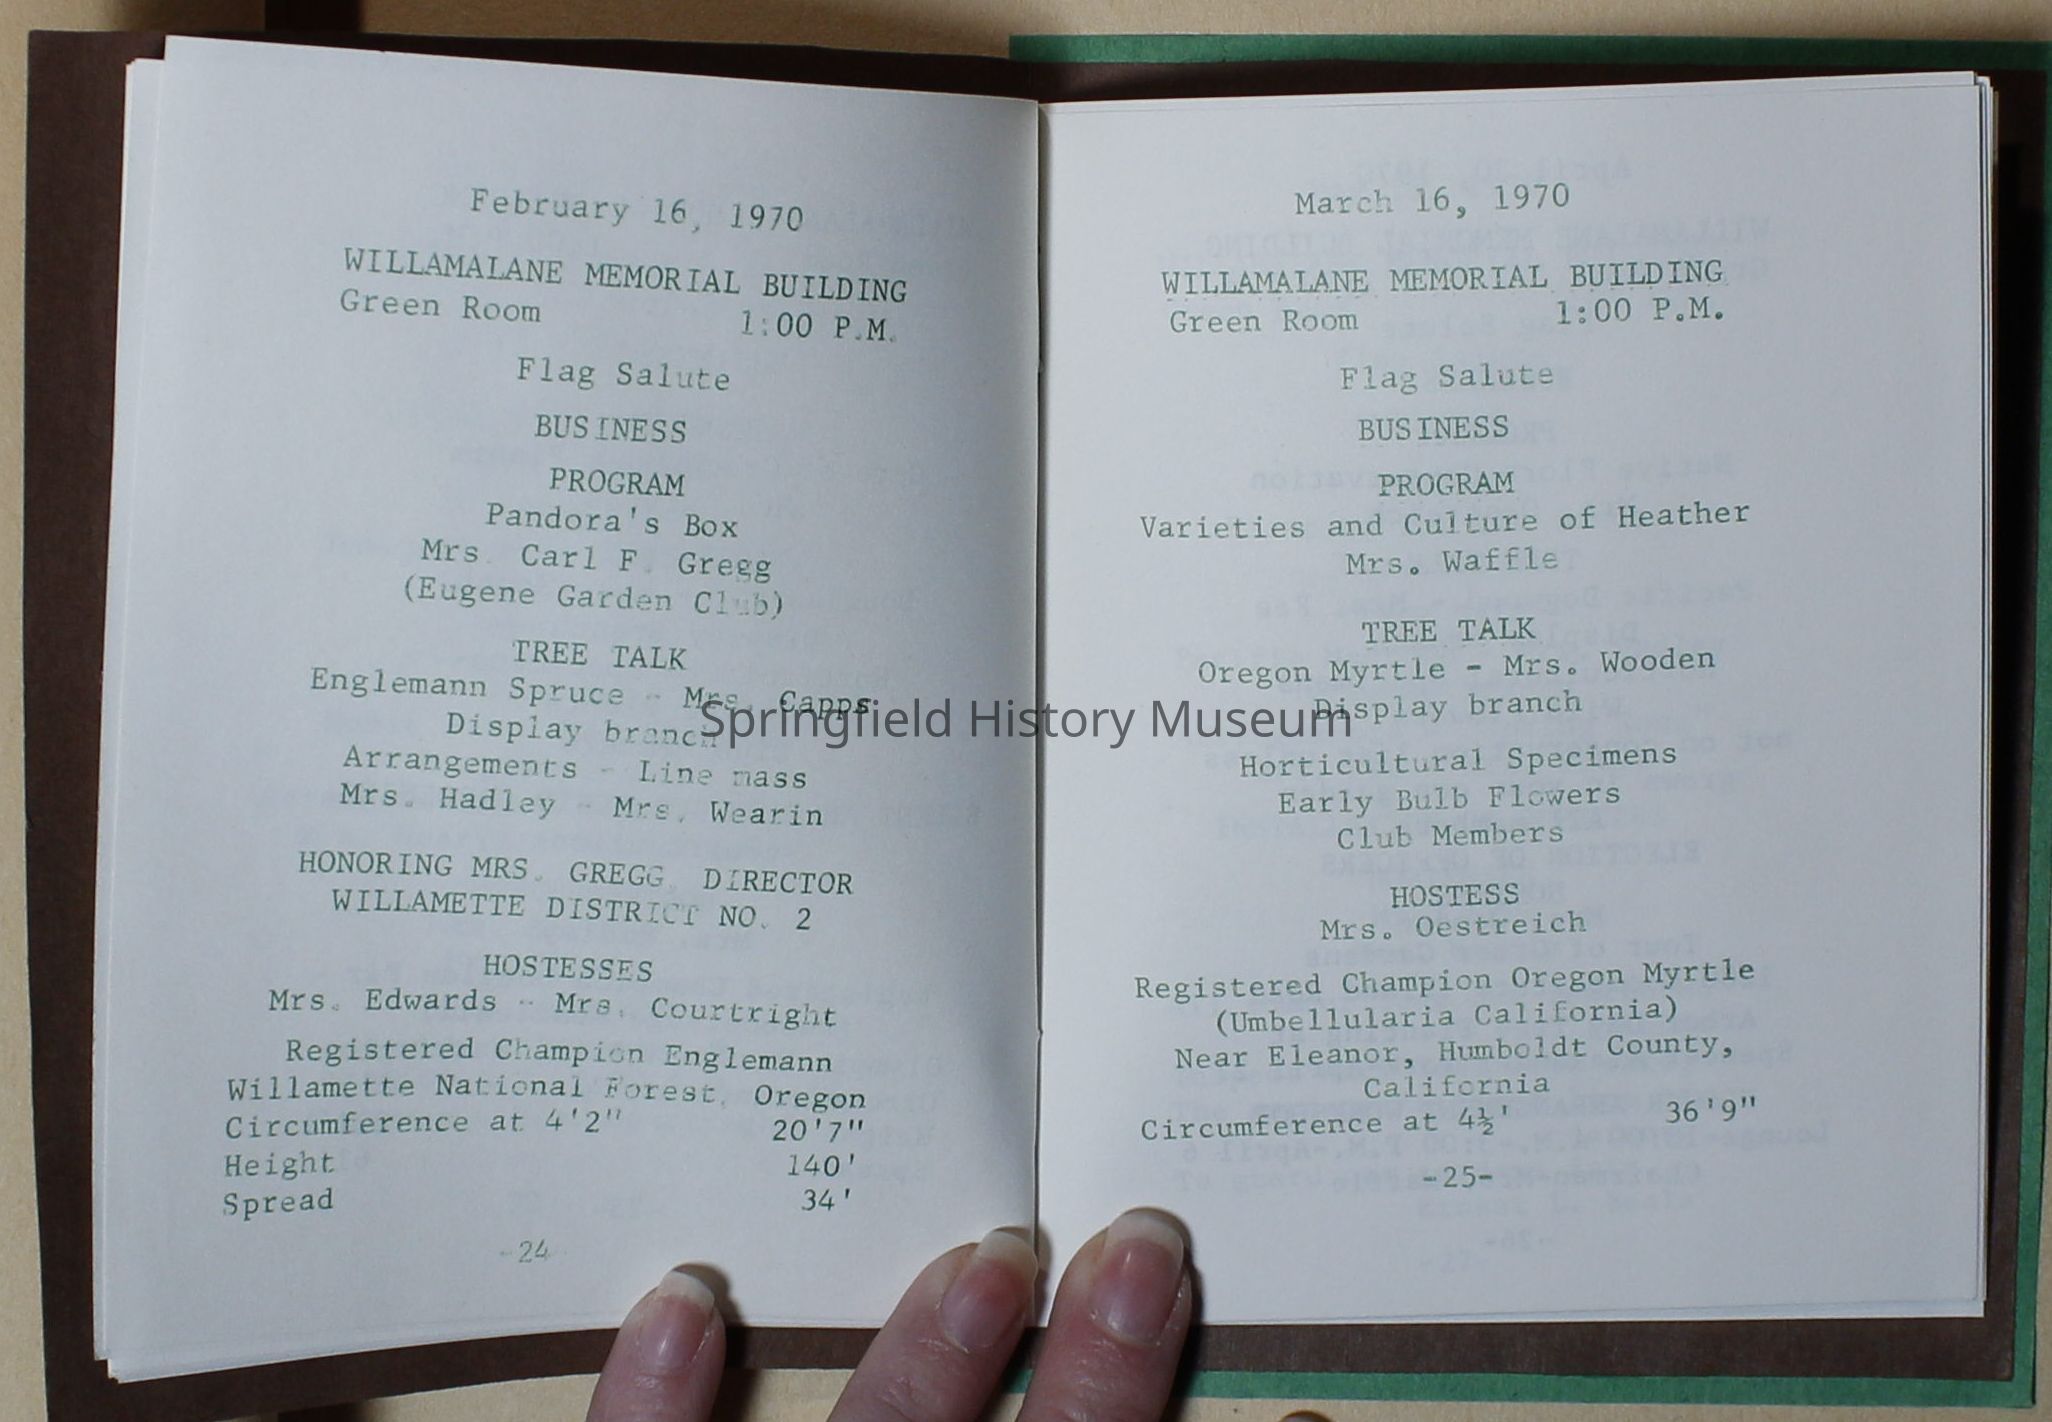 February 16, 1970
WILLAMALANE MEMORIAL BUILDING
Green Room 1:00 P.M.
Flag Salute
BUSINESS
PROGRAM
Pandora's Box
Mrs. Carl F. Gregg
(Eugene Garden Club)
TREE TALK
Englemann Spruce - Mrs. Capps
Display branch
Arrangements - Line mass
Mrs. Hadley - Mrs. Wearin
HONORING MRS. GREGG, DIRECTOR
WILLAMETTE DISTRICT NO. 2
HOSTESSES
Mrs. Edwards - Mrs. Courtright
Registered Champion Englemann
Willamette National Forest, Oregon
Circumference at 4'2" 20'7"
Height 140'
Spread 34'
-24
March 16, 1970
WILLAMALANE MEMORIAL BUILDING
Green Room 1:00 P.M.
Flag Salute
BUSINESS
PROGRAM
Varieties and Culture of Heather
Mrs. Waffle
TREE TALK
Oregon Myrtle - Mrs. Wooden
Display branch
Horticultural Specimens
Early Bulb Flowers
Club Members
HOSTESS
Mrs. Oestreich
Registered Champion Oregon Myrtle
(Umbellularia California)
Near Eleanor, Humboldt County,
California
Circumference at 4½' 36'9"
-25-
Springfield History Museum